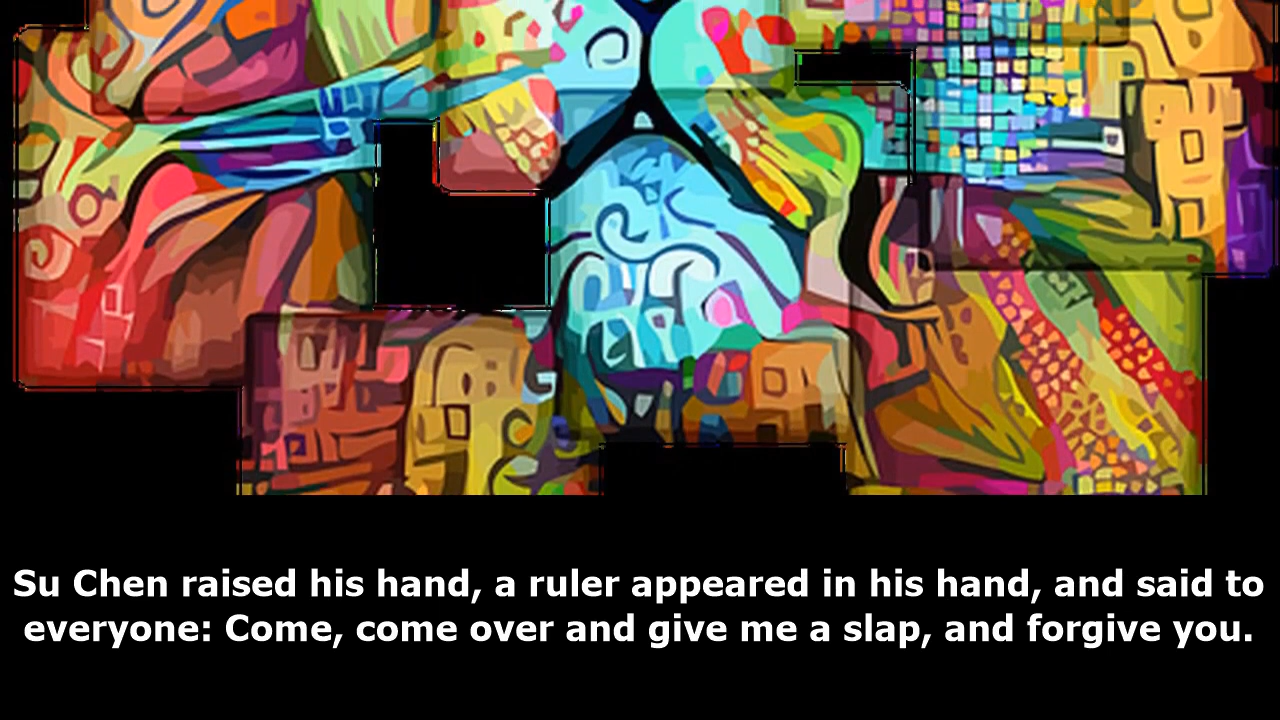 Su Chen raised his hand, a ruler appeared in his hand, and said to
everyone: Come, come over and give me a slap, and forgive you.